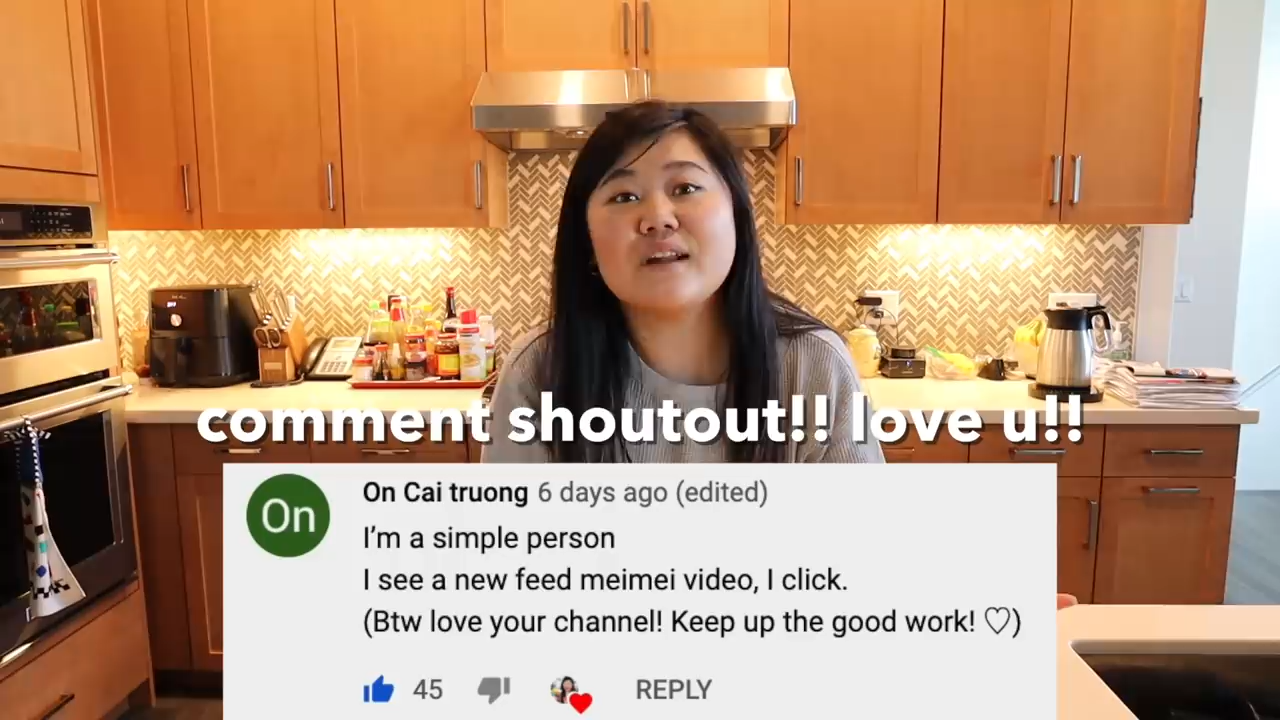 comment shoutout!! love u!!
On
On Cai truong 6 days ago (edited)
I’m a simple person
I see a new feed meimei video, I click.
(Btw love your channel! Keep up the good work! ♡)
45 REPLY